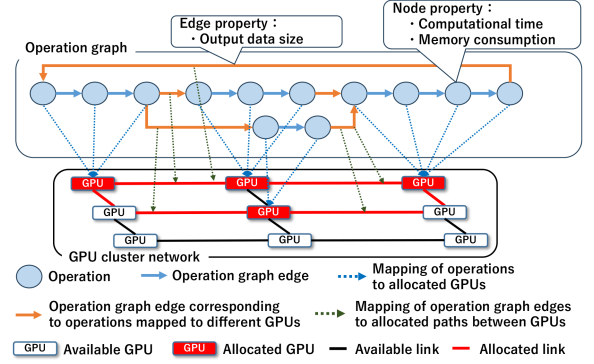 Edge property：
・Output data size
Node property：
・Computational time
・Memory consumption
Operation graph
GPU
GPU
GPU
GPU
GPU
GPU
GPU
GPU
GPU
GPU cluster network
Operation
Operation graph edge
Mapping of operations
to allocated GPUs
Operation graph edge corresponding
to operations mapped to different GPUs
Mapping of operation graph edges
to allocated paths between GPUs
GPU Available GPU
GPU Allocated GPU
Available link
Allocated link